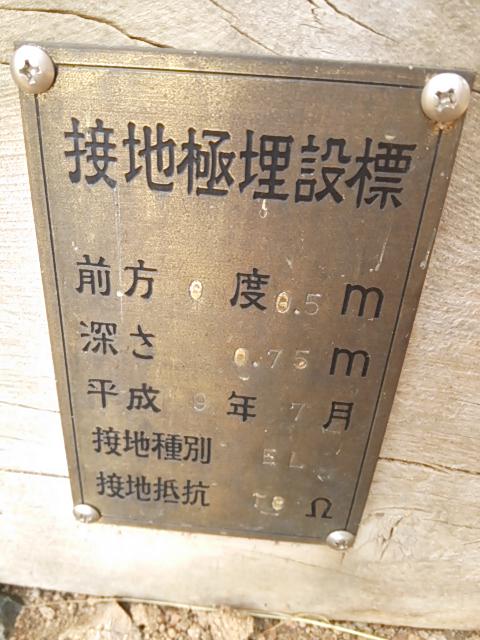 接地極埋設標
前方 0 度 0.5 m
深さ 0.75 m
平成 9 年 7 月
接地種別 EL
接地抵抗 Ω